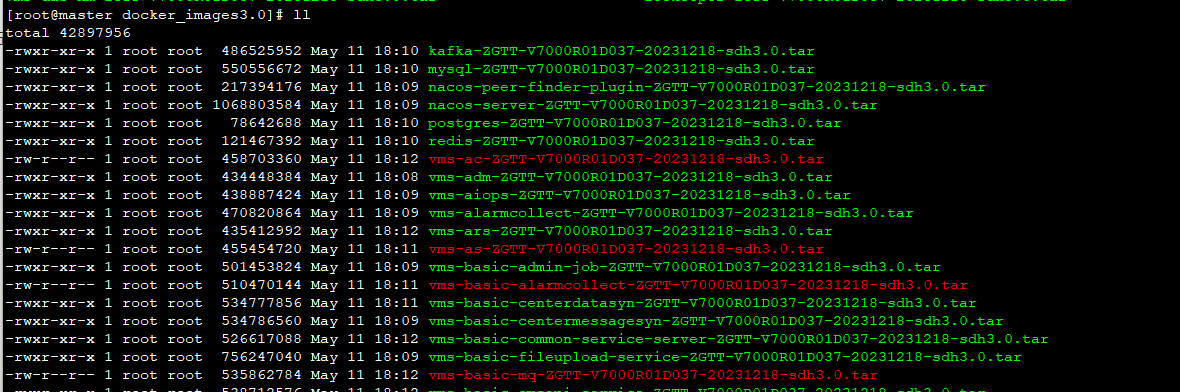 [root@master docker_images3.0]# ll
total 42897956
-rwxr-xr-x 1 root root  486525952 May 11 18:10 kafka-ZGTT-V7000R01D037-20231218-sdh3.0.tar
-rwxr-xr-x 1 root root  550556672 May 11 18:10 mysql-ZGTT-V7000R01D037-20231218-sdh3.0.tar
-rwxr-xr-x 1 root root  217394176 May 11 18:09 nacos-peer-finder-plugin-ZGTT-V7000R01D037-20231218-sdh3.0.tar
-rwxr-xr-x 1 root root 1068803584 May 11 18:09 nacos-server-ZGTT-V7000R01D037-20231218-sdh3.0.tar
-rwxr-xr-x 1 root root   78642688 May 11 18:10 postgres-ZGTT-V7000R01D037-20231218-sdh3.0.tar
-rwxr-xr-x 1 root root  121467392 May 11 18:10 redis-ZGTT-V7000R01D037-20231218-sdh3.0.tar
-rw-r--r-- 1 root root  458703360 May 11 18:12 vms-ac-ZGTT-V7000R01D037-20231218-sdh3.0.tar
-rwxr-xr-x 1 root root  434448384 May 11 18:08 vms-adm-ZGTT-V7000R01D037-20231218-sdh3.0.tar
-rwxr-xr-x 1 root root  438887424 May 11 18:09 vms-aiops-ZGTT-V7000R01D037-20231218-sdh3.0.tar
-rwxr-xr-x 1 root root  470820864 May 11 18:09 vms-alarmcollect-ZGTT-V7000R01D037-20231218-sdh3.0.tar
-rwxr-xr-x 1 root root  435412992 May 11 18:12 vms-ars-ZGTT-V7000R01D037-20231218-sdh3.0.tar
-rw-r--r-- 1 root root  455454720 May 11 18:11 vms-as-ZGTT-V7000R01D037-20231218-sdh3.0.tar
-rwxr-xr-x 1 root root  501453824 May 11 18:09 vms-basic-admin-job-ZGTT-V7000R01D037-20231218-sdh3.0.tar
-rw-r--r-- 1 root root  510470144 May 11 18:11 vms-basic-alarmcollect-ZGTT-V7000R01D037-20231218-sdh3.0.tar
-rwxr-xr-x 1 root root  534777856 May 11 18:11 vms-basic-centerdatasyn-ZGTT-V7000R01D037-20231218-sdh3.0.tar
-rwxr-xr-x 1 root root  534786560 May 11 18:09 vms-basic-centermessagesyn-ZGTT-V7000R01D037-20231218-sdh3.0.tar
-rwxr-xr-x 1 root root  526617088 May 11 18:12 vms-basic-common-service-server-ZGTT-V7000R01D037-20231218-sdh3.0.tar
-rwxr-xr-x 1 root root  756247040 May 11 18:09 vms-basic-fileupload-service-ZGTT-V7000R01D037-20231218-sdh3.0.tar
-rw-r--r-- 1 root root  535862784 May 11 18:12 vms-basic-mq-ZGTT-V7000R01D037-20231218-sdh3.0.tar